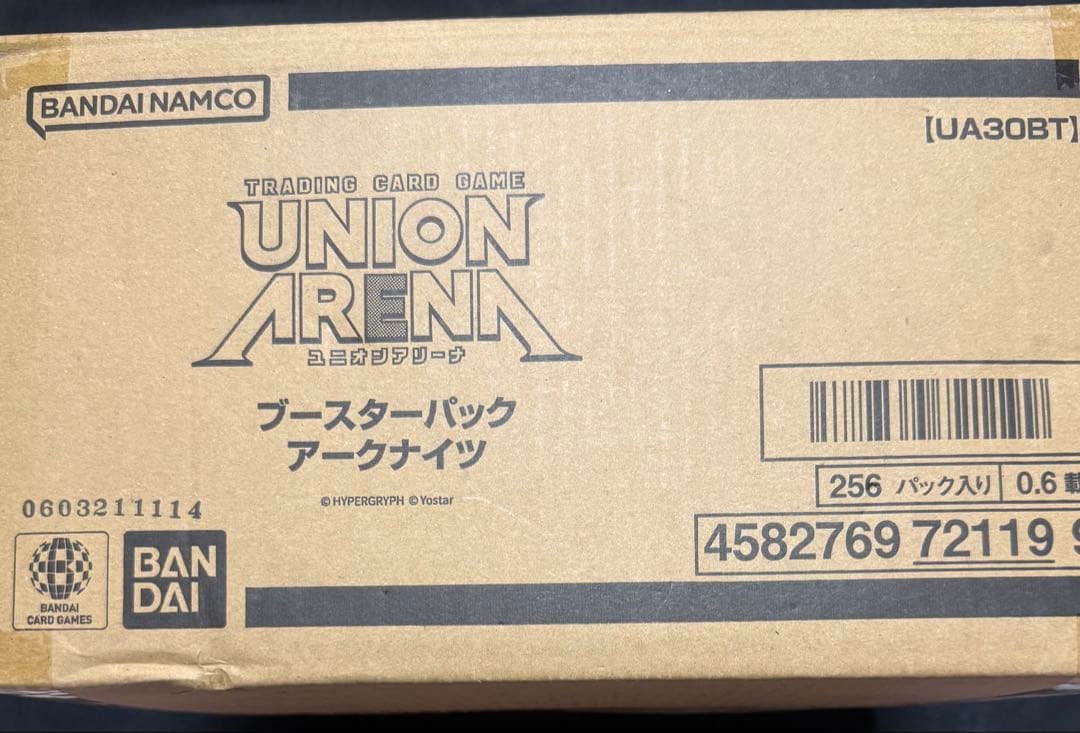 BANDAI NAMCO
【UA30BT】
TRADING CARD GAME
UNION
ARENA
ユニオンアリーナ
ブースターパック
アークナイツ
©HYPERGRYPH ©Yostar
256 パック入り 0.6
0603211114
4582769 72119
BANDAI
CARD GAMES
BAN
DAI